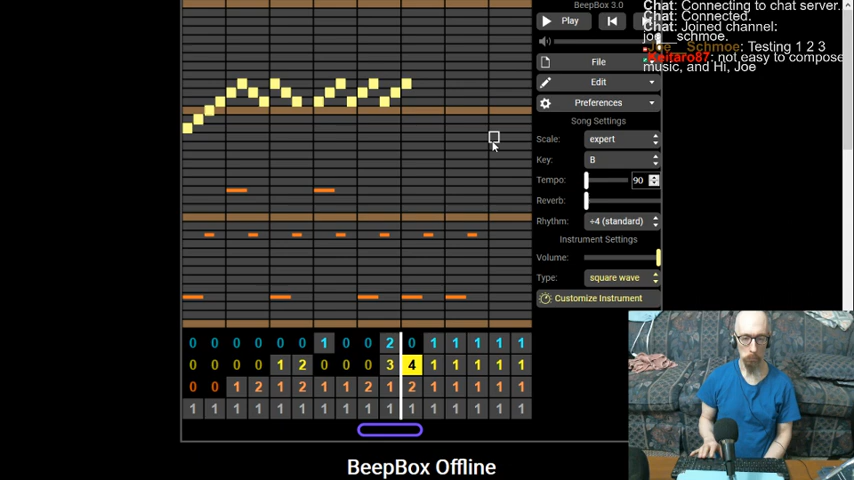 BeepBox 3.0
Play
File
Edit
Preferences
Song Settings
Scale: expert
Key: B
Tempo: 90
Reverb:
Rhythm: ÷4 (standard)
Instrument Settings
Volume:
Type: square wave
Customize Instrument
Chat: Connecting to chat server.
Chat: Connected.
Chat: Joined channel:
joe__schmoe.
Joe__Schmoe: Testing 1 2 3
Keitaro87: not easy to compose
music, and Hi, Joe
0 0 0 0 0 0 1 0 0 2 0 1 1 1 1 1
0 0 0 0 1 2 0 0 0 3 4 1 1 1 1 1
0 0 1 2 1 2 1 1 2 1 2 1 1 1 1 1
1 1 1 1 1 1 1 1 1 1 1 1 1 1 1 1
BeepBox Offline